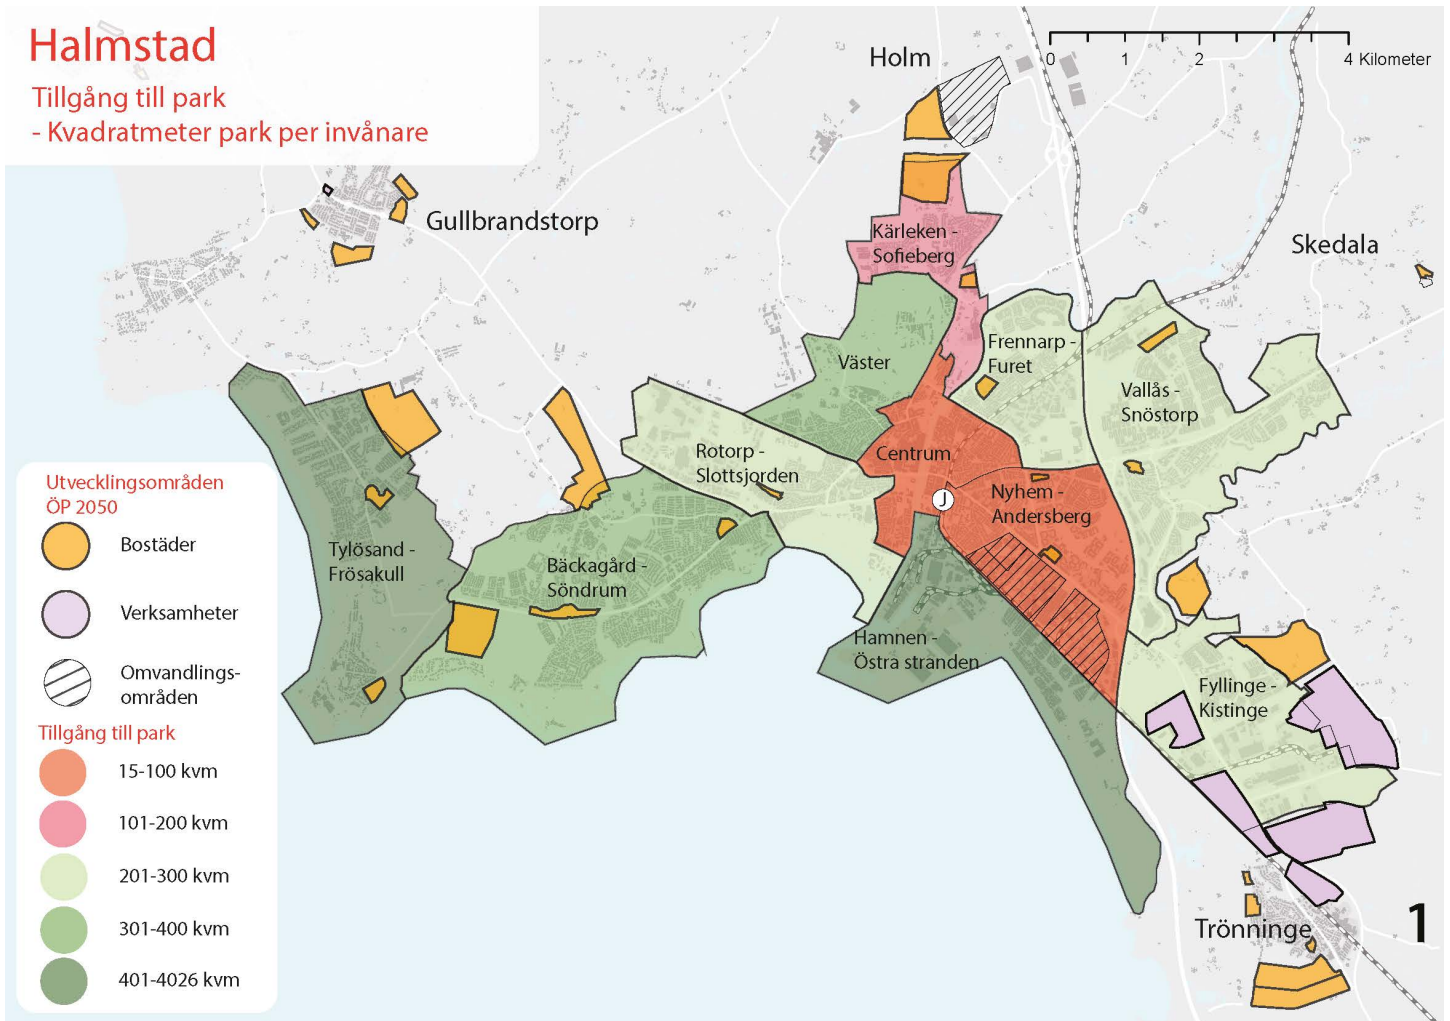 Halmstad
Tillgång till park
- Kvadratmeter park per invånare
0
1
2
4 Kilometer
Holm
Gullbrandstorp
Skedala
Kärleken -
Sofieberg
Väster
Frennarp -
Furet
Vallås -
Snöstorp
Rotorp -
Slottsjorden
Centrum
J
Nyhem -
Andersberg
Tylösand -
Frösakull
Bäckagård -
Söndrum
Hamnen -
Östra stranden
Fyllinge -
Kistinge
Trönninge
1
Utvecklingsområden
ÖP 2050
Bostäder
Verksamheter
Omvandlings-
områden
Tillgång till park
15-100 kvm
101-200 kvm
201-300 kvm
301-400 kvm
401-4026 kvm